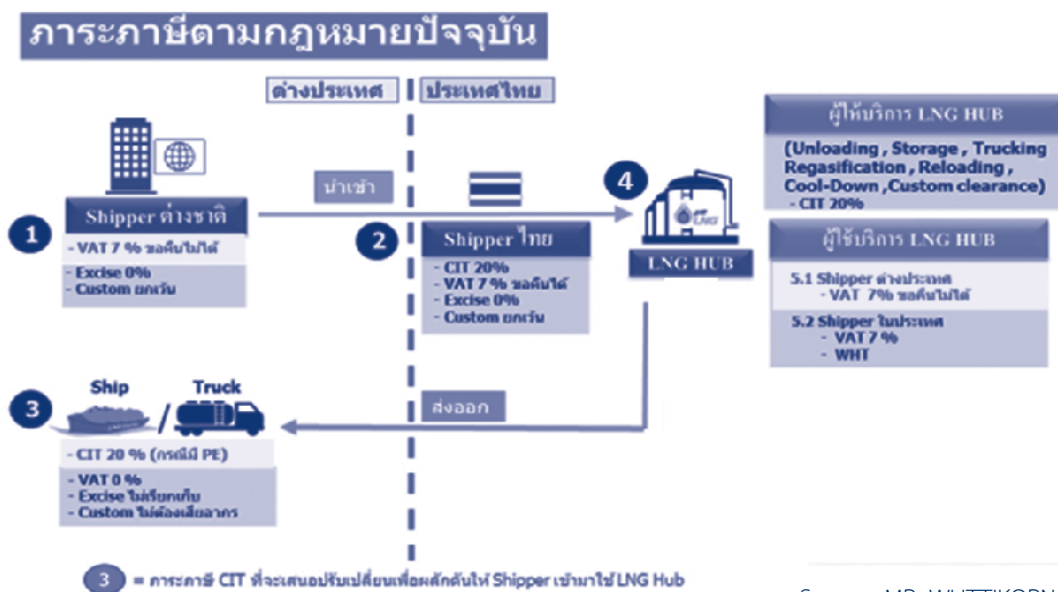 ภาระภาษีตามกฎหมายปัจจุบัน
ต่างประเทศ
ประเทศไทย
นำเข้า
1
Shipper ต่างชาติ
- VAT 7 % ขอคืนไม่ได้
- Excise 0%
- Custom ยกเว้น
2
Shipper ไทย
- CIT 20%
- VAT 7 % ขอคืนได้
- Excise 0%
- Custom ยกเว้น
4
LNG HUB
ผู้ให้บริการ LNG HUB
(Unloading , Storage , Trucking
Regasification , Reloading ,
Cool-Down ,Custom clearance)
- CIT 20%
ผู้ใช้บริการ LNG HUB
5.1 Shipper ต่างประเทศ
- VAT 7% ขอคืนไม่ได้
5.2 Shipper ในประเทศ
- VAT 7 %
- WHT
ส่งออก
3
Ship / Truck
- CIT 20 % (กรณีมี PE)
- VAT 0 %
- Excise ไม่เรียกเก็บ
- Custom ไม่ต้องเสียอากร
3 = ภาระภาษี CIT ที่จะเสนอปรับเปลี่ยนเพื่อผลักดันให้ Shipper เข้ามาใช้ LNG Hub